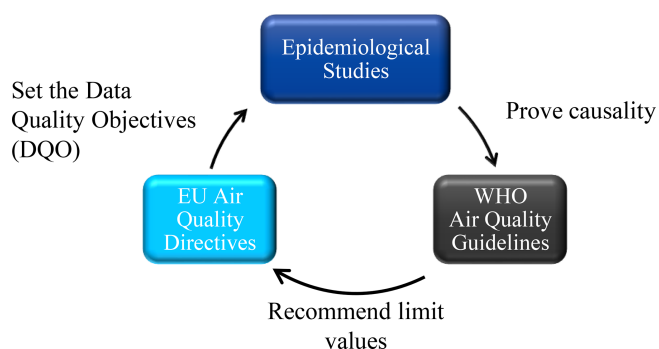 Epidemiological
Studies
Set the Data
Quality Objectives
(DQO)
Prove causality
EU Air
Quality
Directives
WHO
Air Quality
Guidelines
Recommend limit
values